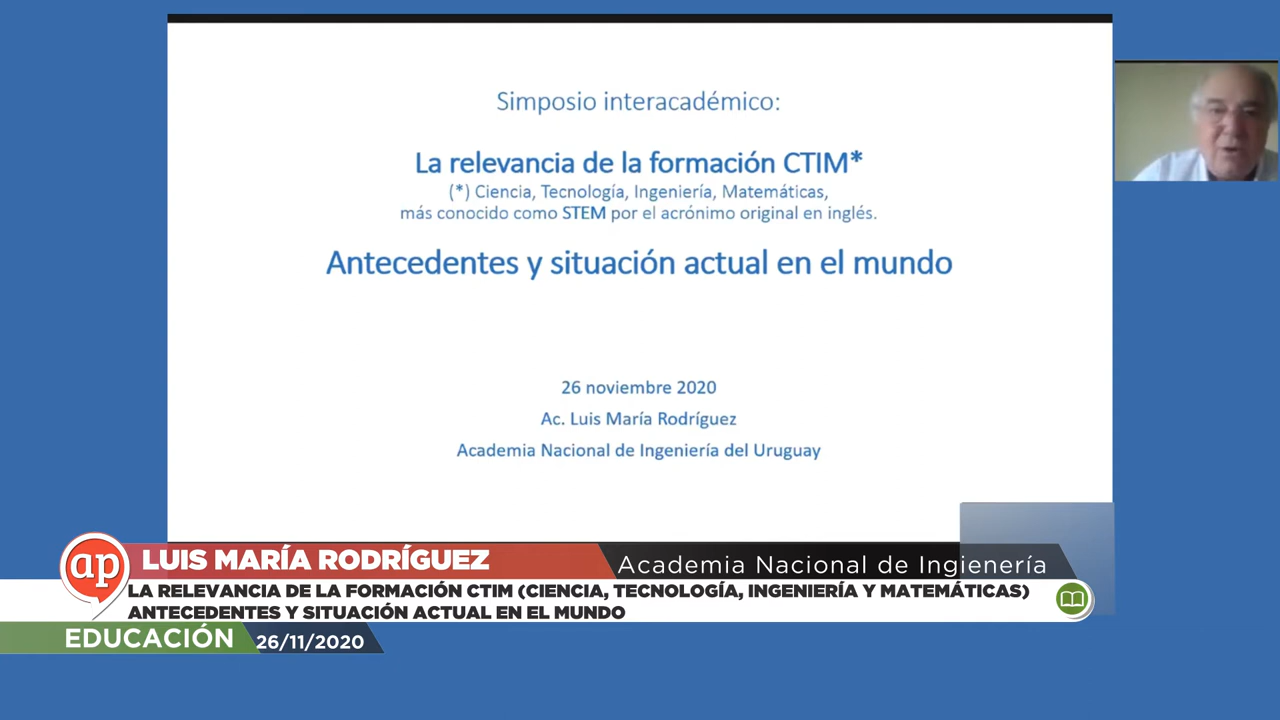 Simposio interacadémico:
La relevancia de la formación CTIM*
(*) Ciencia, Tecnología, Ingeniería, Matemáticas,
más conocido como STEM por el acrónimo original en inglés.
Antecedentes y situación actual en el mundo
26 noviembre 2020
Ac. Luis María Rodríguez
Academia Nacional de Ingeniería del Uruguay
ap
LUIS MARÍA RODRÍGUEZ
Academia Nacional de Ingienería
LA RELEVANCIA DE LA FORMACIÓN CTIM (CIENCIA, TECNOLOGÍA, INGENIERÍA Y MATEMÁTICAS)
ANTECEDENTES Y SITUACIÓN ACTUAL EN EL MUNDO
EDUCACIÓN
26/11/2020